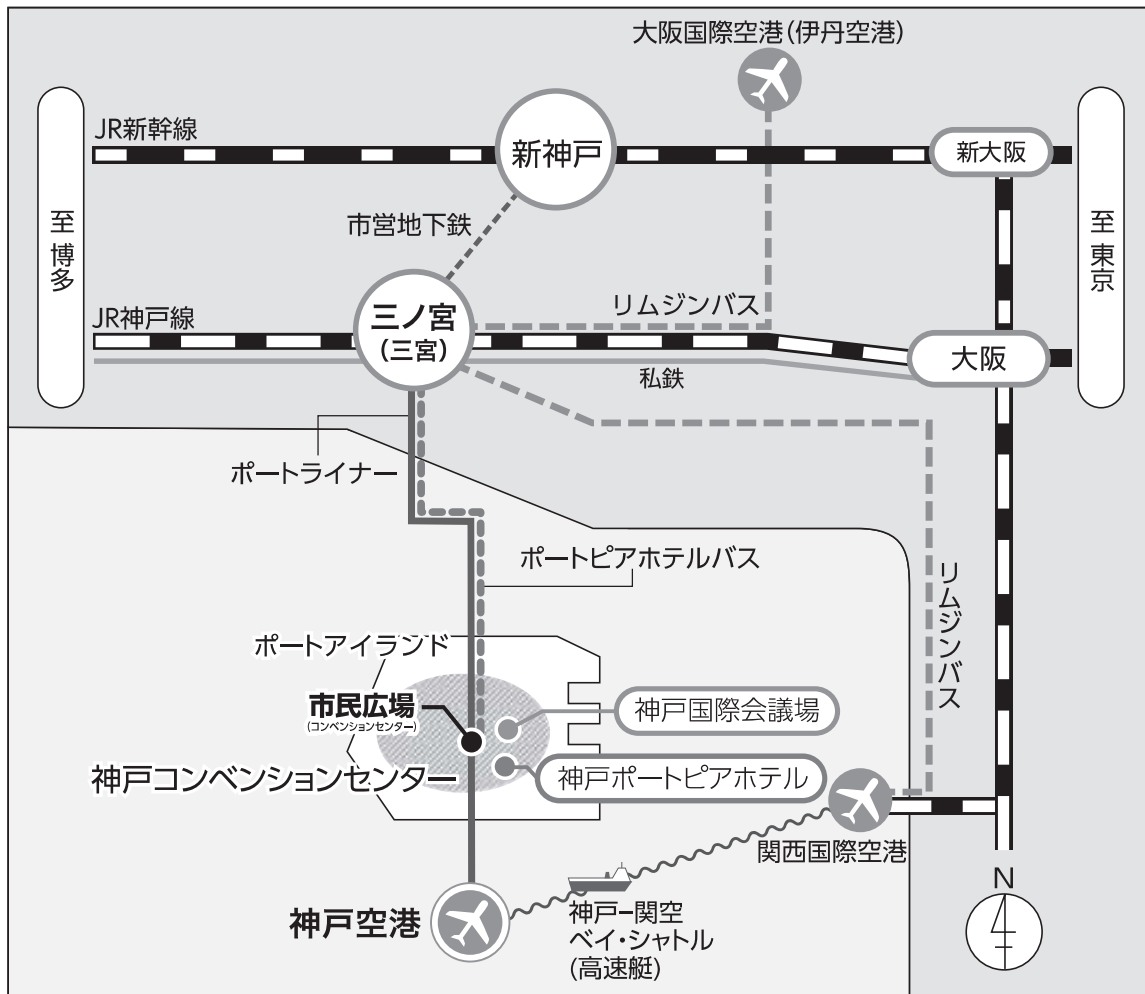 大阪国際空港(伊丹空港)
JR新幹線
新神戸
新大阪
至 博多
至 東京
市営地下鉄
JR神戸線
三ノ宮
(三宮)
リムジンバス
大阪
私鉄
ポートライナー
ポートピアホテルバス
リムジンバス
ポートアイランド
市民広場
(コンベンションセンター)
神戸国際会議場
神戸コンベンションセンター
神戸ポートピアホテル
関西国際空港
神戸空港
神戸−関空
ベイ・シャトル
(高速艇)
N